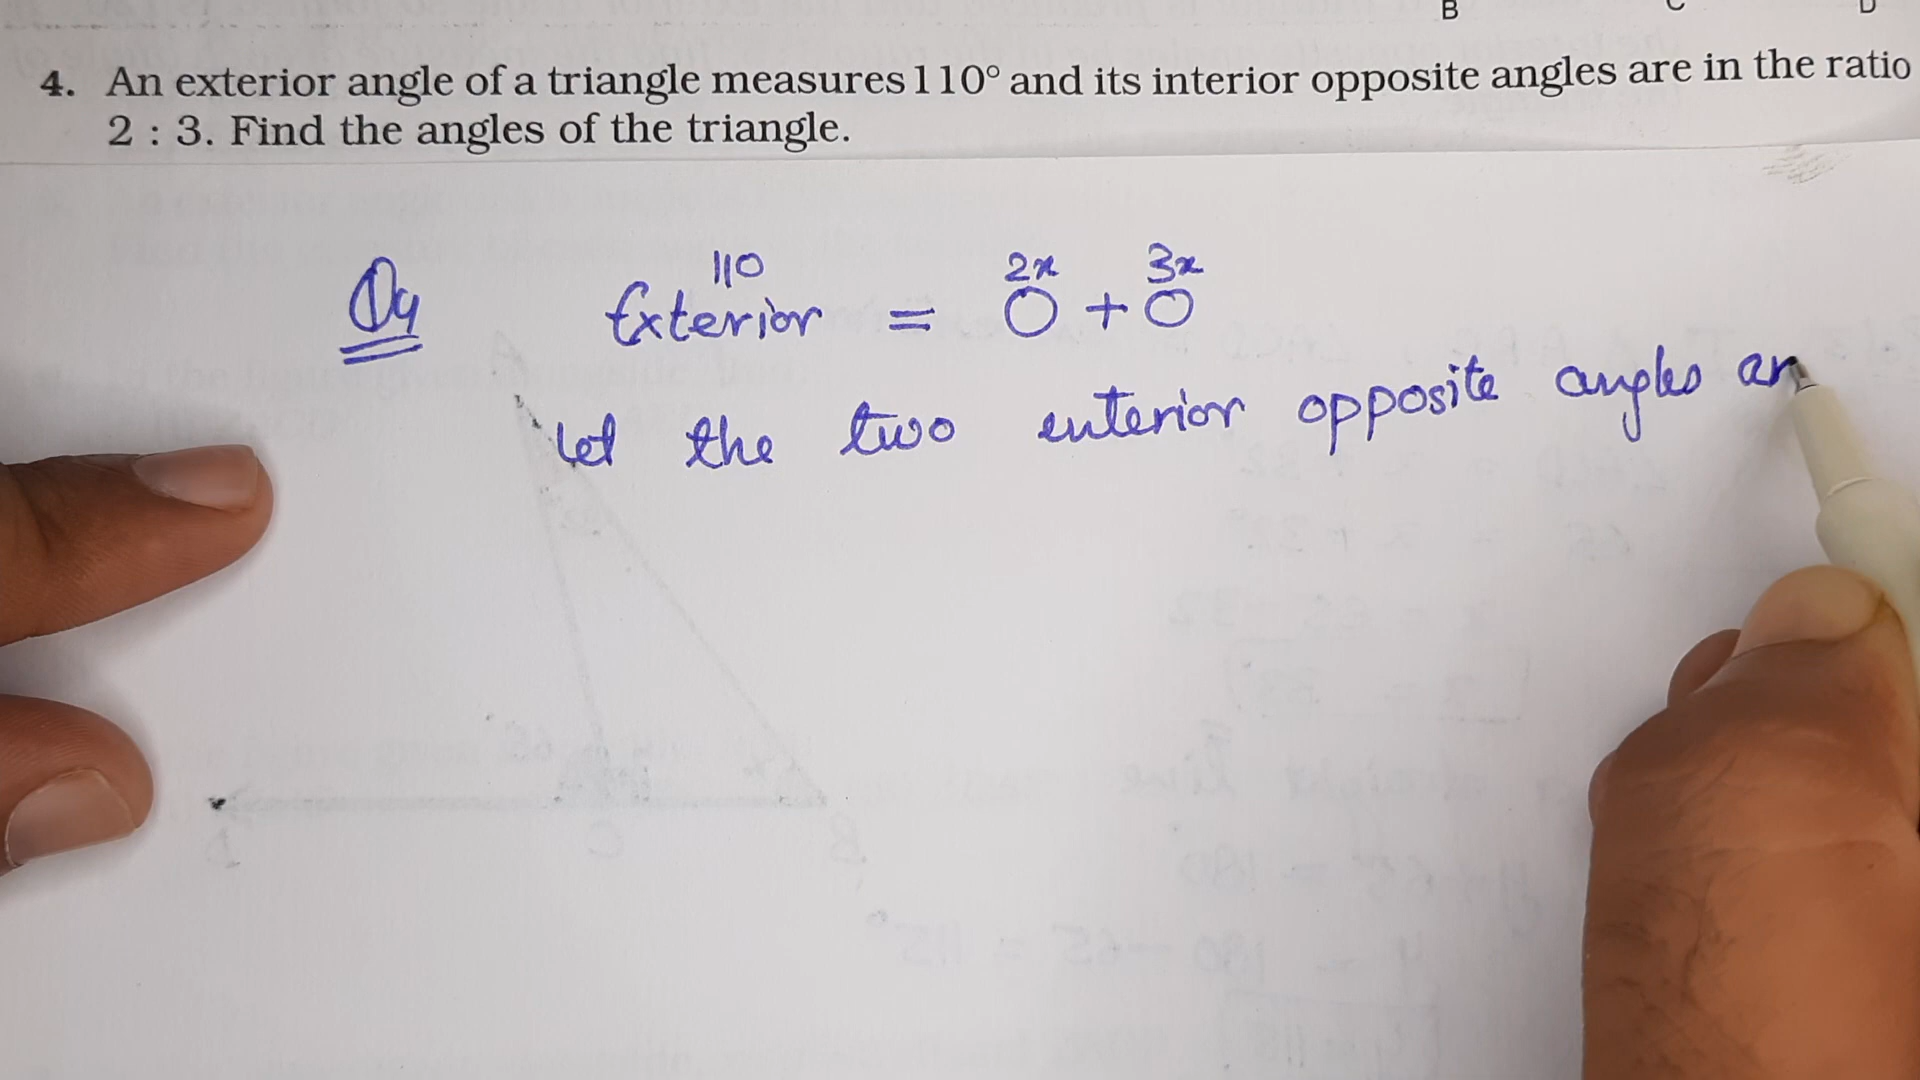 B C D
4. An exterior angle of a triangle measures 110° and its interior opposite angles are in the ratio
2 : 3. Find the angles of the triangle.
110 2x 3x
Q4 Exterior = O + O
let the two interior opposite angles ar